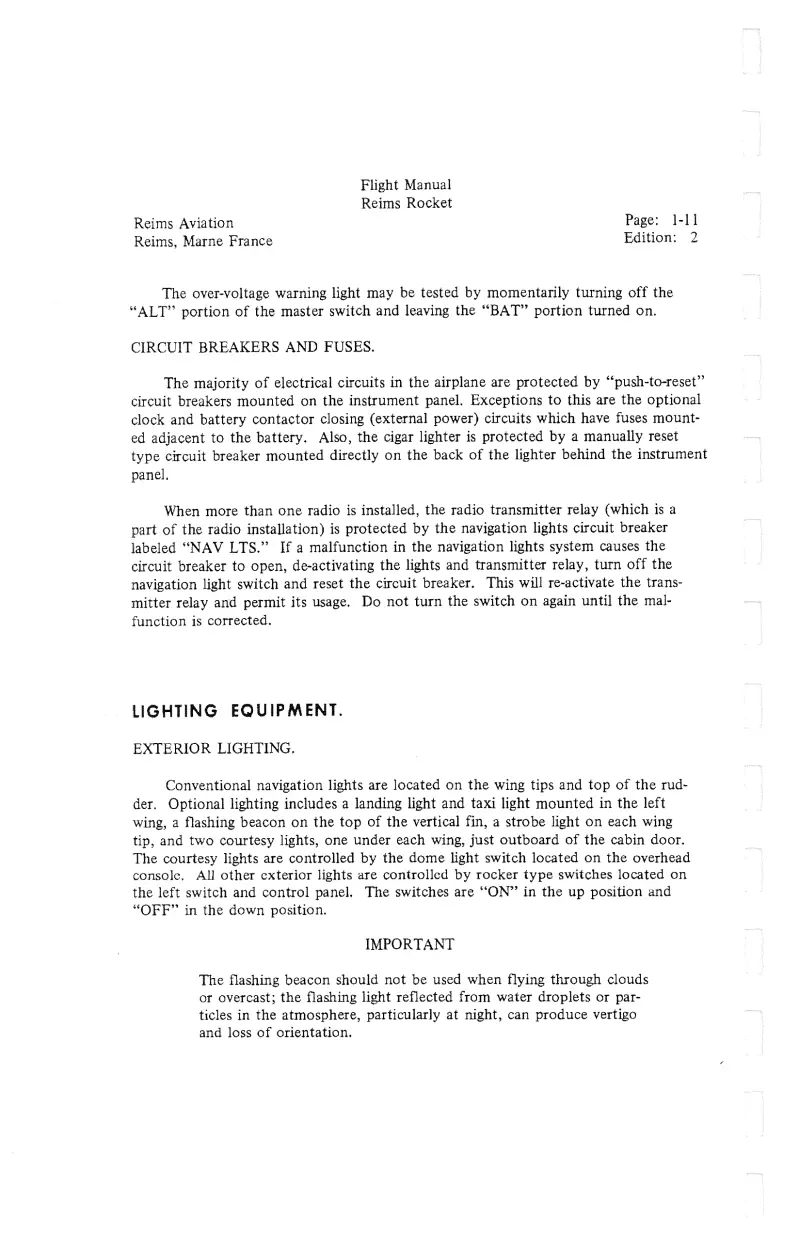 Flight Manual
Reims Rocket
Reims Aviation
Reims, Marne France
Page: 1-11
Edition: 2
The over-voltage warning light may be tested by momentarily turning off the
“ALT” portion of the master switch and leaving the “BAT” portion turned on.
CIRCUIT BREAKERS AND FUSES.
The majority of electrical circuits in the airplane are protected by “push-to-reset”
circuit breakers mounted on the instrument panel. Exceptions to this are the optional
clock and battery contactor closing (external power) circuits which have fuses mount-
ed adjacent to the battery. Also, the cigar lighter is protected by a manually reset
type circuit breaker mounted directly on the back of the lighter behind the instrument
panel.
When more than one radio is installed, the radio transmitter relay (which is a
part of the radio installation) is protected by the navigation lights circuit breaker
labeled “NAV LTS.” If a malfunction in the navigation lights system causes the
circuit breaker to open, de-activating the lights and transmitter relay, turn off the
navigation light switch and reset the circuit breaker. This will re-activate the trans-
mitter relay and permit its usage. Do not turn the switch on again until the mal-
function is corrected.
LIGHTING EQUIPMENT.
EXTERIOR LIGHTING.
Conventional navigation lights are located on the wing tips and top of the rud-
der. Optional lighting includes a landing light and taxi light mounted in the left
wing, a flashing beacon on the top of the vertical fin, a strobe light on each wing
tip, and two courtesy lights, one under each wing, just outboard of the cabin door.
The courtesy lights are controlled by the dome light switch located on the overhead
console. All other exterior lights are controlled by rocker type switches located on
the left switch and control panel. The switches are “ON” in the up position and
“OFF” in the down position.
IMPORTANT
The flashing beacon should not be used when flying through clouds
or overcast; the flashing light reflected from water droplets or par-
ticles in the atmosphere, particularly at night, can produce vertigo
and loss of orientation.